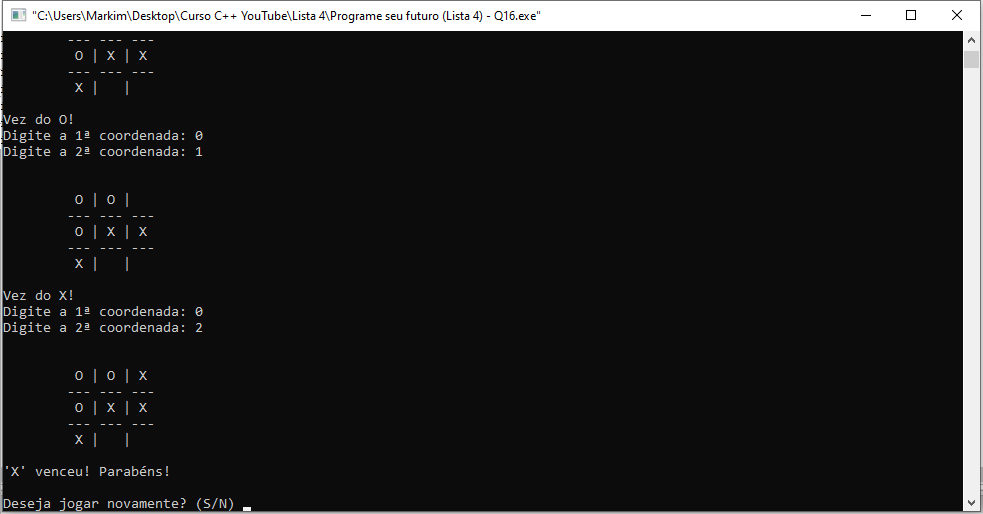 "C:\Users\Markim\Desktop\Curso C++ YouTube\Lista 4\Programe seu futuro (Lista 4) - Q16.exe"
--- --- ---
O | X | X
--- --- ---
X |   |
Vez do O!
Digite a 1ª coordenada: 0
Digite a 2ª coordenada: 1
O | O |
--- --- ---
O | X | X
--- --- ---
X |   |
Vez do X!
Digite a 1ª coordenada: 0
Digite a 2ª coordenada: 2
O | O | X
--- --- ---
O | X | X
--- --- ---
X |   |
'X' venceu! Parabéns!
Deseja jogar novamente? (S/N)